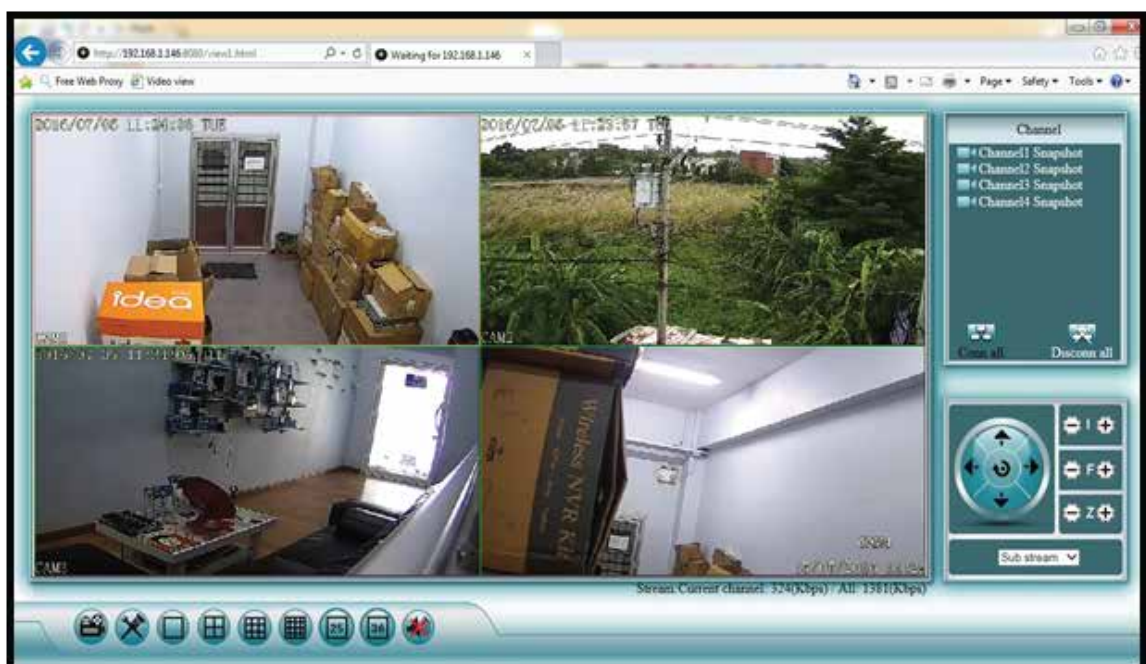 http://192.168.1.146:8080/view1.html
Waiting for 192.168.1.146
Free Web Proxy
Video view
Page
Safety
Tools
2016/07/05 11:24:06 TUE
TUE
idea
CAM2
CAM3
Wireless NVR Kit
Channel
Channel1 Snapshot
Channel2 Snapshot
Channel3 Snapshot
Channel4 Snapshot
Conn all
Disconn all
I
F
Z
Sub stream
Stream Current channel: 324(Kbps) / All: 1381(Kbps)
25
36